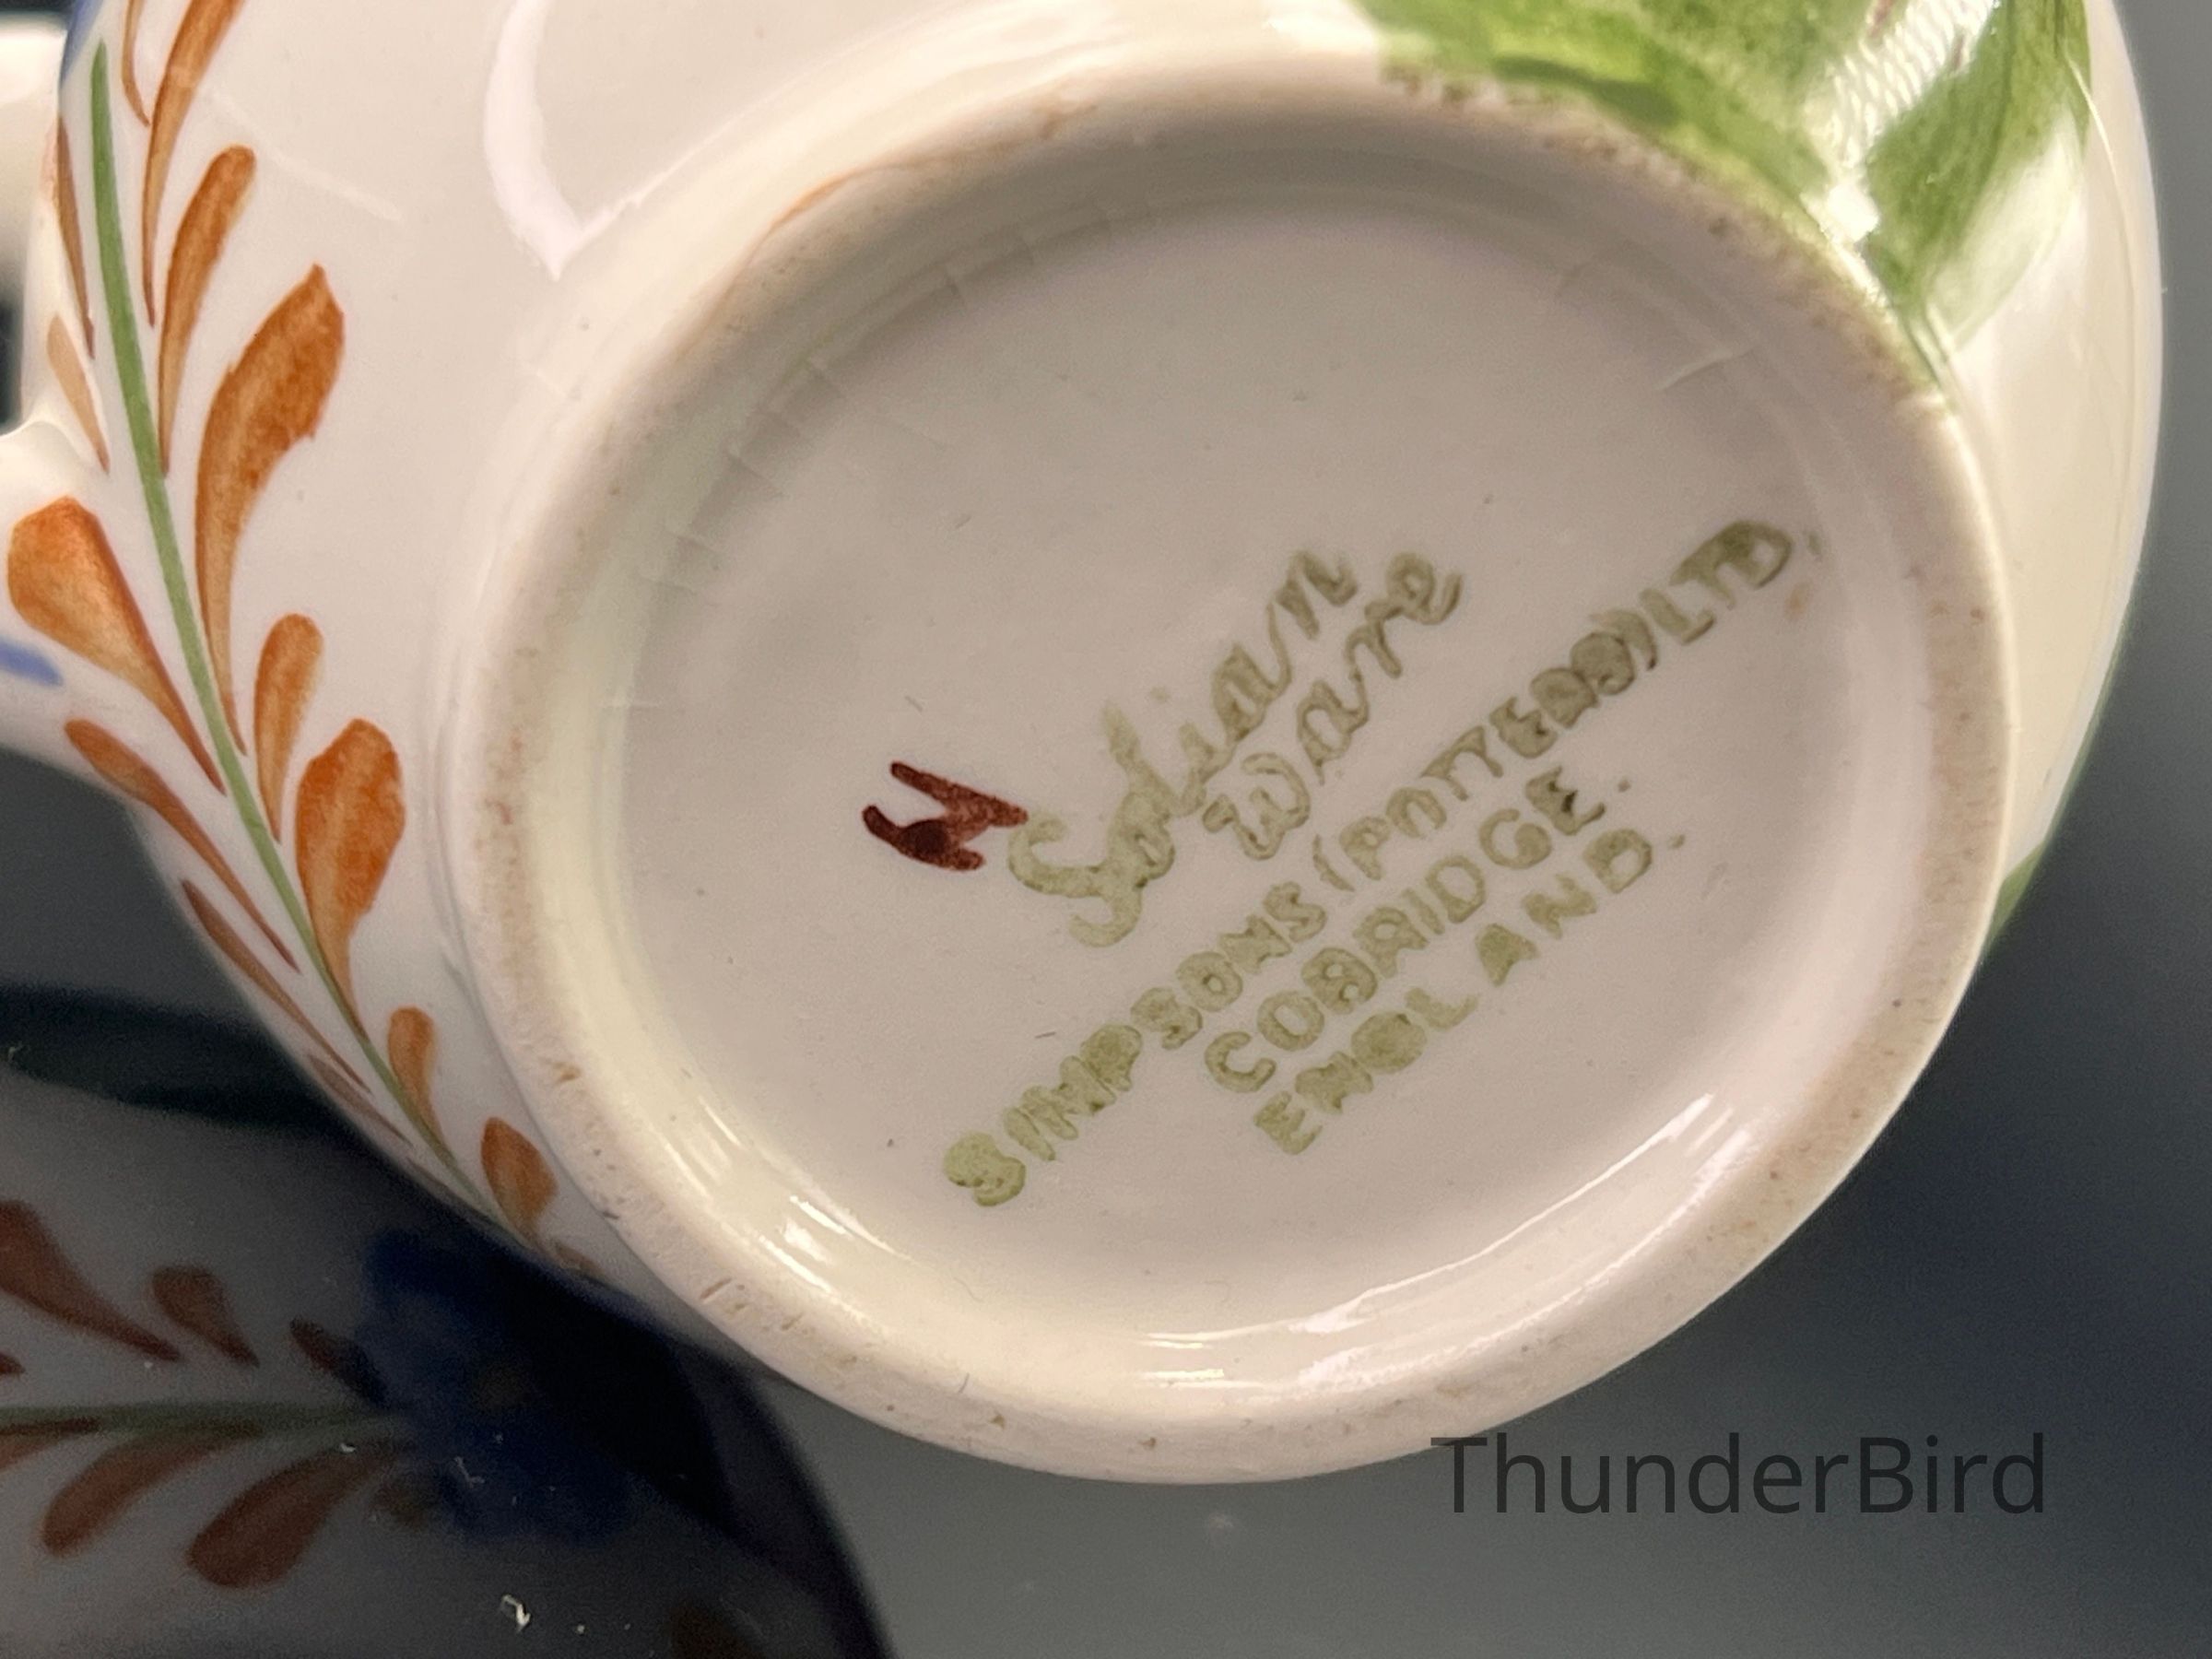 H
Solian
Ware
SIMPSONS (POTTERS) LTD.
COBRIDGE.
ENGLAND.
ThunderBird